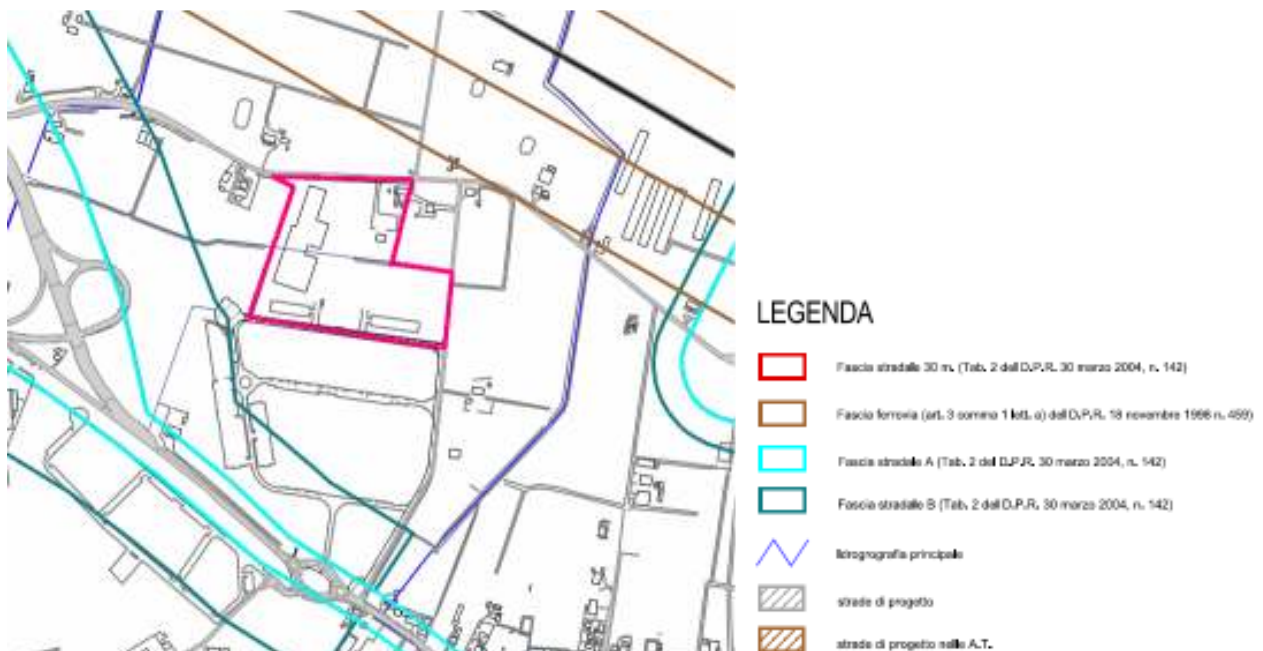 LEGENDA
Fascia stradale 30 m. (Tab. 2 del D.P.R. 30 marzo 2004, n. 142)
Fascia ferrovia (art. 3 comma 1 lett. a) del D.P.R. 18 novembre 1998 n. 459)
Fascia stradale A (Tab. 2 del D.P.R. 30 marzo 2004, n. 142)
Fascia stradale B (Tab. 2 del D.P.R. 30 marzo 2004, n. 142)
Idrogrografia principale
strade di progetto
strade di progetto nelle A.T.